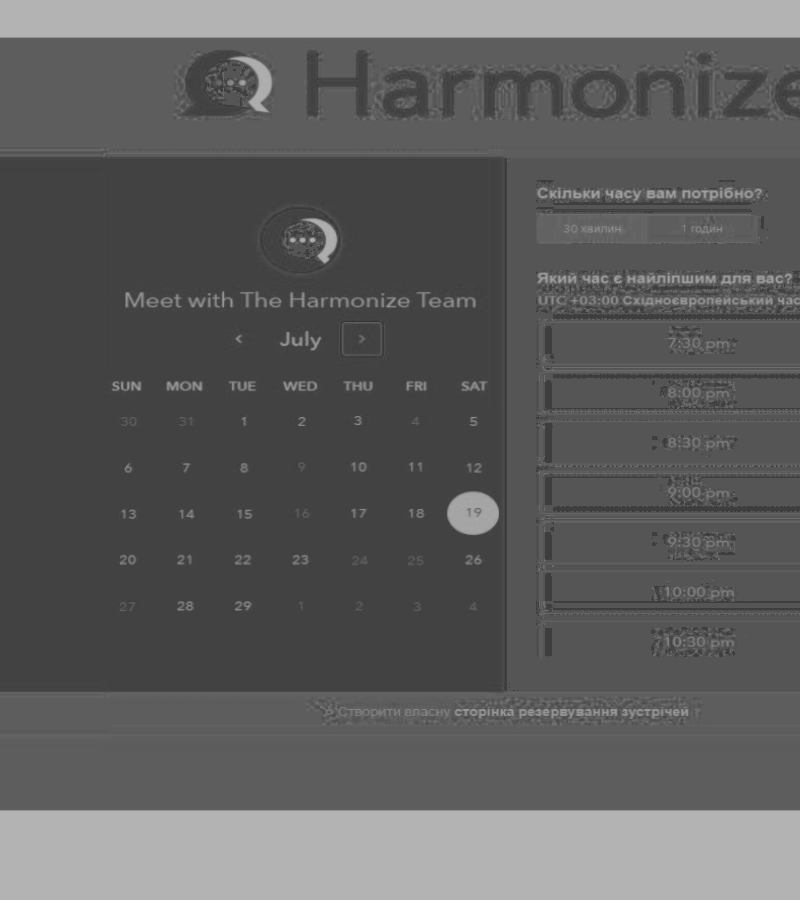 Harmonize
Meet with The Harmonize Team
< July >
SUN MON TUE WED THU FRI SAT
30 31 1 2 3 4 5
6 7 8 9 10 11 12
13 14 15 16 17 18 19
20 21 22 23 24 25 26
27 28 29 1 2 3 4
Скільки часу вам потрібно?
30 хвилин 1 годин
Який час є найліпшим для вас?
UTC +03:00 Східноєвропейський час
7:30 pm
8:00 pm
8:30 pm
9:00 pm
9:30 pm
10:00 pm
10:30 pm
Створити власну сторінка резервування зустрічей